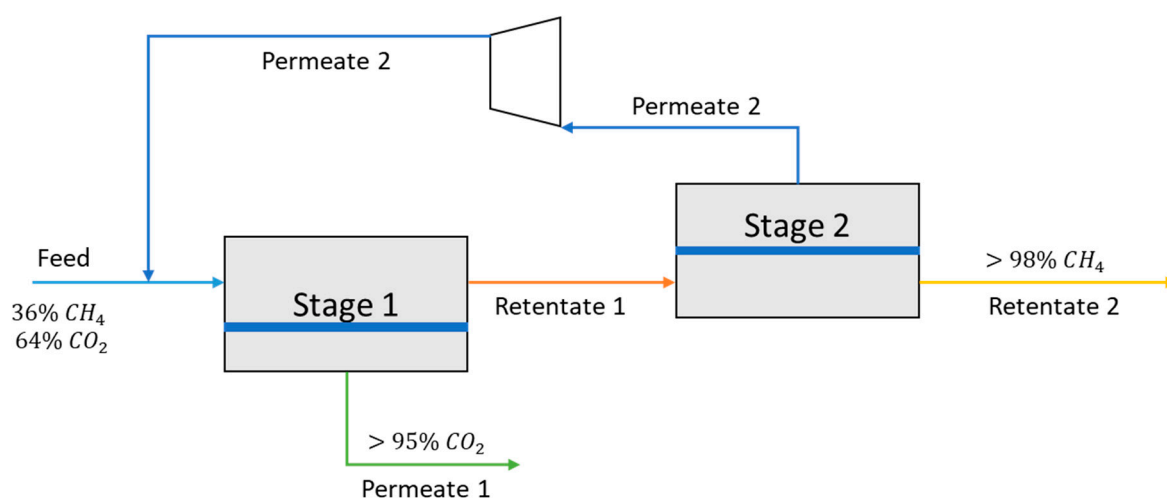 Permeate 2
Permeate 2
Feed
36% CH₄
64% CO₂
Stage 1
Retentate 1
Stage 2
> 98% CH₄
Retentate 2
> 95% CO₂
Permeate 1